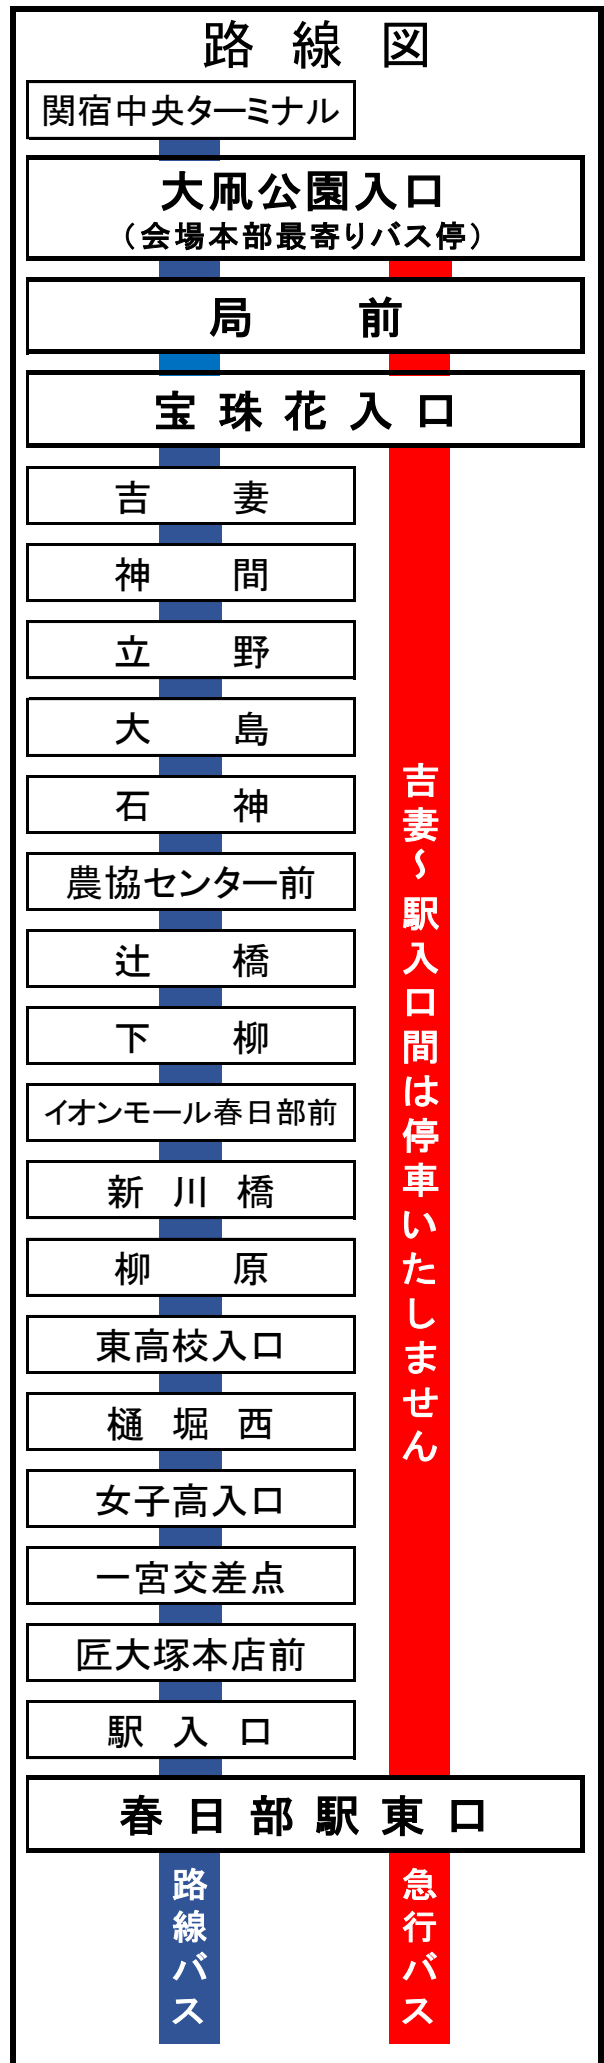 路線図
関宿中央ターミナル
大凧公園入口
（会場本部最寄りバス停）
局前
宝珠花入口
吉妻
神間
立野
大島
石神
農協センター前
辻橋
下柳
イオンモール春日部前
新川橋
柳原
東高校入口
樋堀西
女子高入口
一宮交差点
匠大塚本店前
駅入口
吉妻～駅入口間は停車いたしません
春日部駅東口
路線バス
急行バス